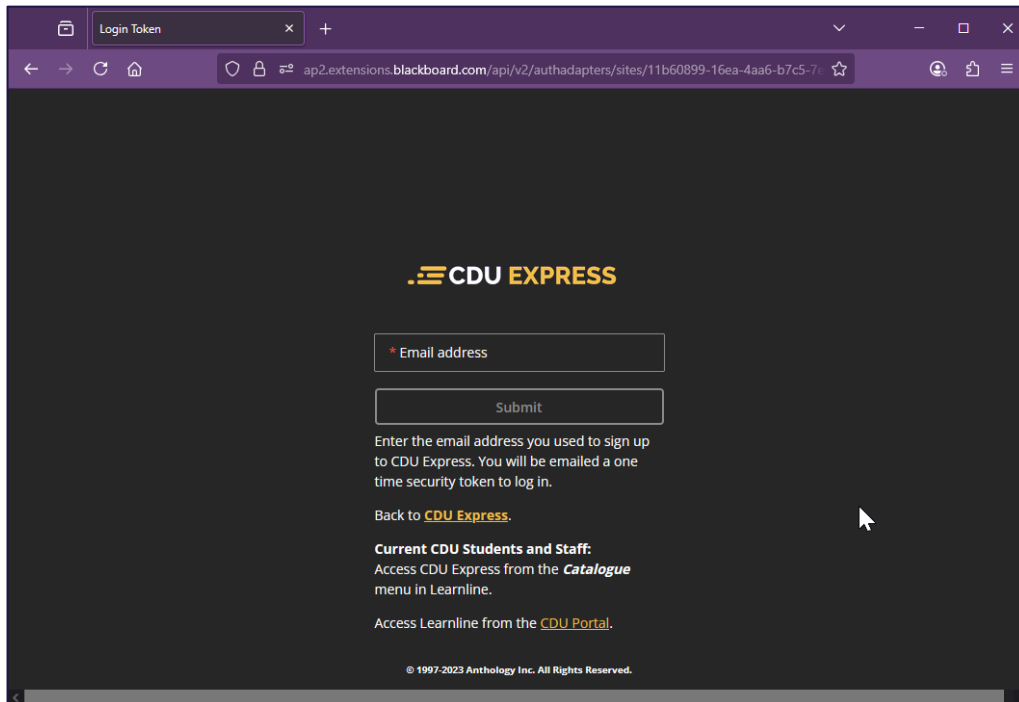 Login Token
ap2.extensions.blackboard.com/api/v2/authadapters/sites/11b60899-16ea-4aa6-b7c5-7e
CDU EXPRESS
* Email address
Submit
Enter the email address you used to sign up
to CDU Express. You will be emailed a one
time security token to log in.
Back to CDU Express.
Current CDU Students and Staff:
Access CDU Express from the Catalogue
menu in Learnline.
Access Learnline from the CDU Portal.
© 1997-2023 Anthology Inc. All Rights Reserved.